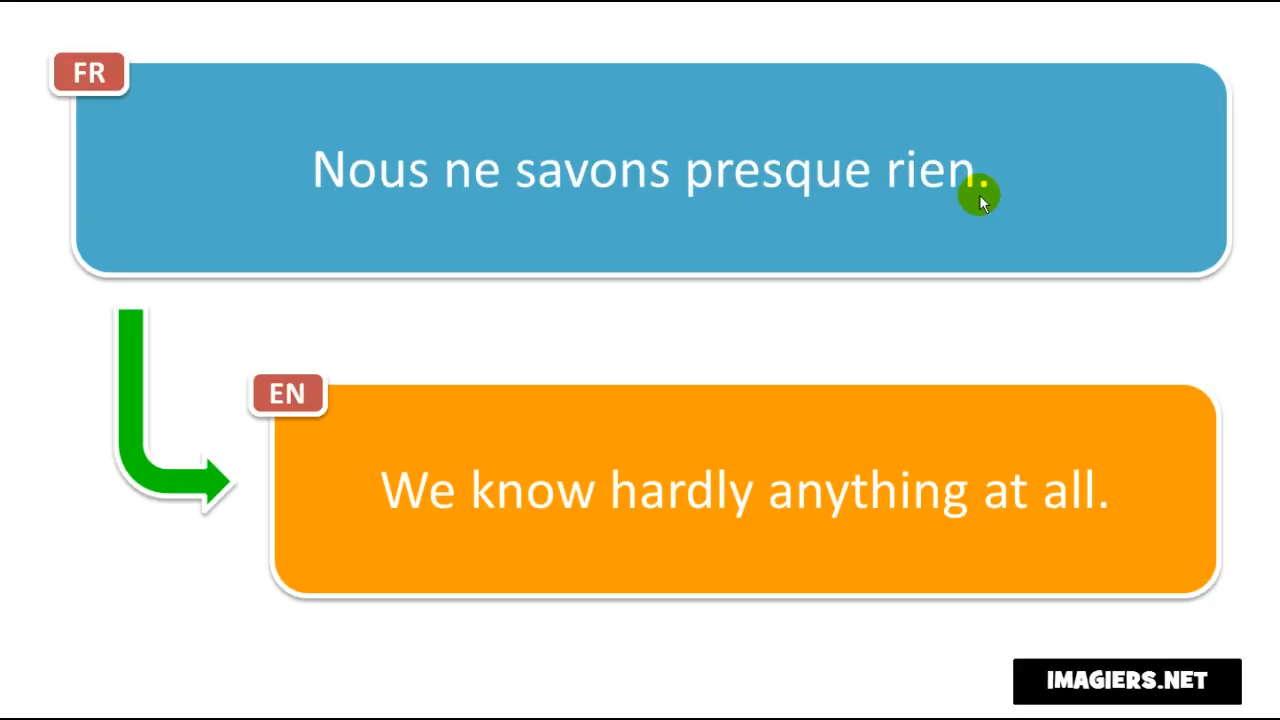 FR
Nous ne savons presque rien.
EN
We know hardly anything at all.
IMAGIERS.NET